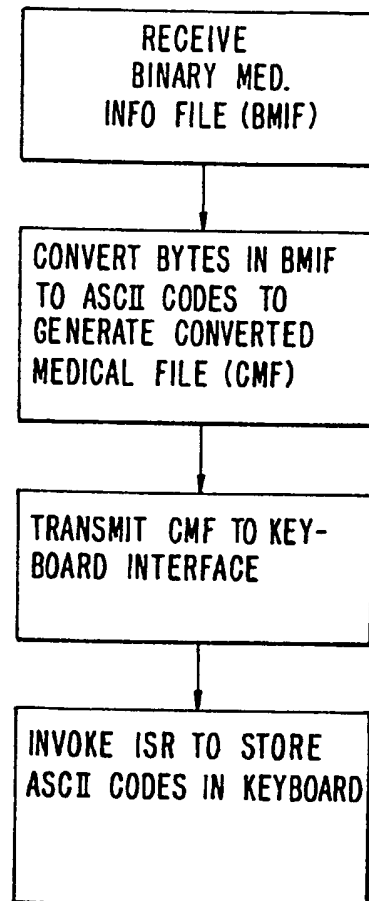 RECEIVE
BINARY MED.
INFO FILE (BMIF)
CONVERT BYTES IN BMIF
TO ASCII CODES TO
GENERATE CONVERTED
MEDICAL FILE (CMF)
TRANSMIT CMF TO KEY-
BOARD INTERFACE
INVOKE ISR TO STORE
ASCII CODES IN KEYBOARD